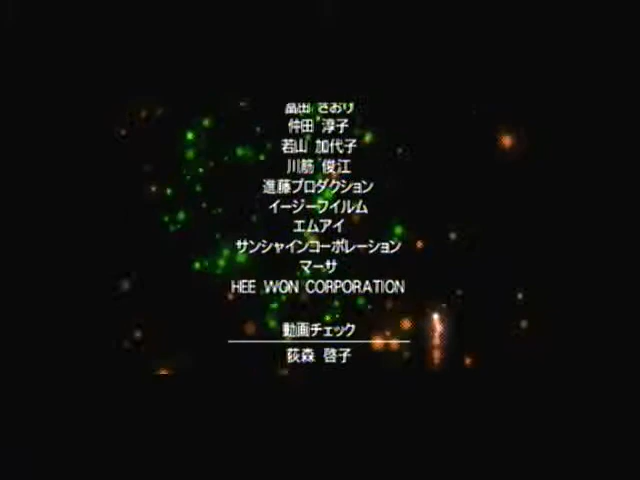 富田 さおり
仲田 淳子
若山 加代子
川筋 俊江
進藤プロダクション
イージーフイルム
エムアイ
サンシャインコーポレーション
マーサ
HEE WON CORPORATION
動画チェック
荻森 啓子